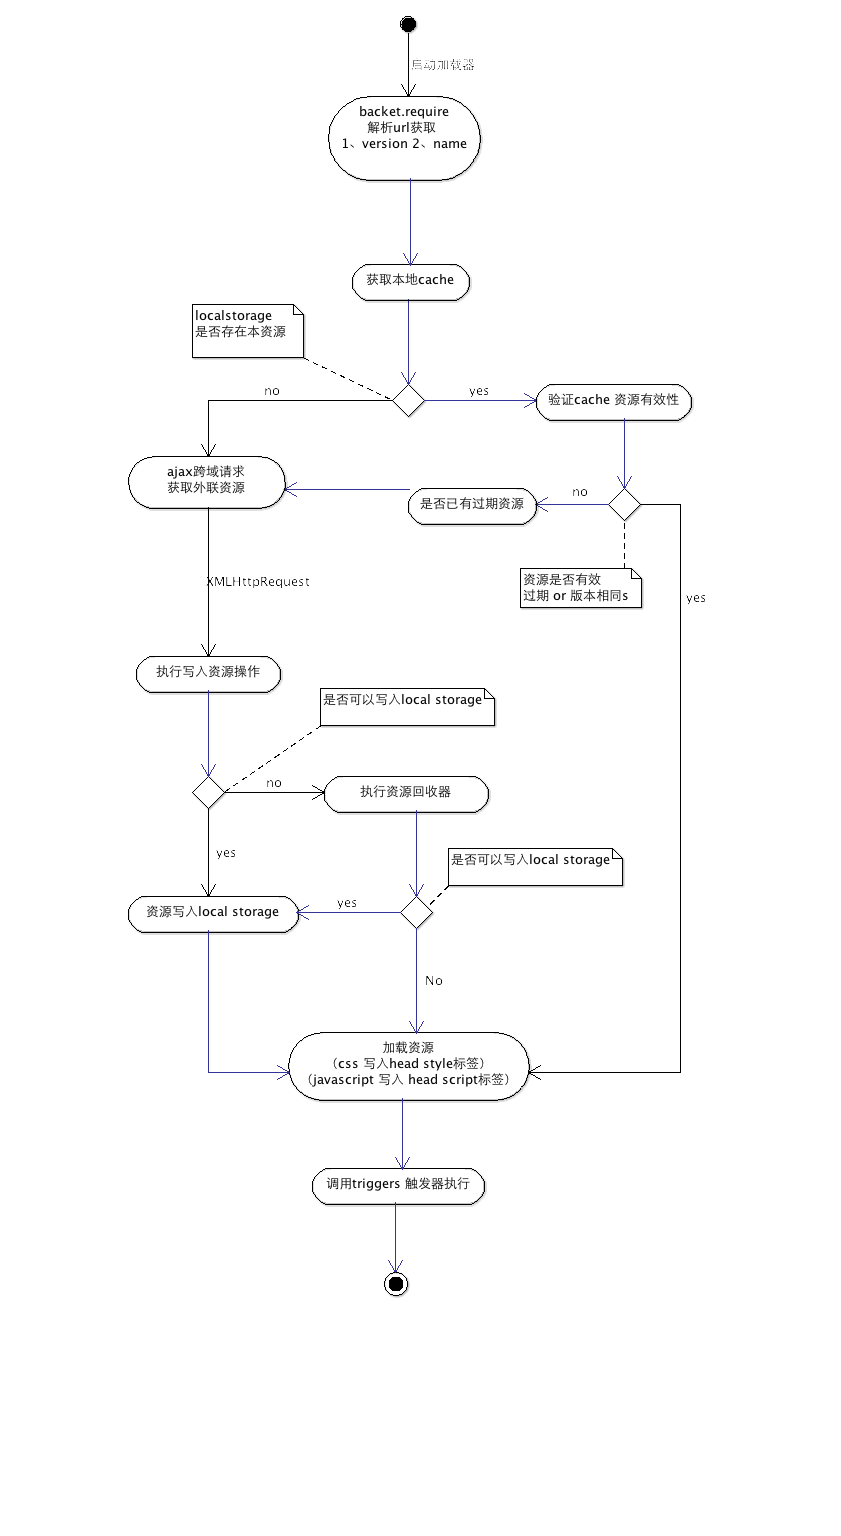 启动加载器
backet.require
解析url获取
1、version 2、name
获取本地cache
localstorage
是否存在本资源
no
yes
验证cache 资源有效性
ajax跨域请求
获取外联资源
是否已有过期资源
no
资源是否有效
过期 or 版本相同s
yes
XMLHttpRequest
执行写入资源操作
是否可以写入local storage
no
执行资源回收器
yes
是否可以写入local storage
资源写入local storage
yes
No
加载资源
（css 写入head style标签）
（javascript 写入 head script标签）
调用triggers 触发器执行